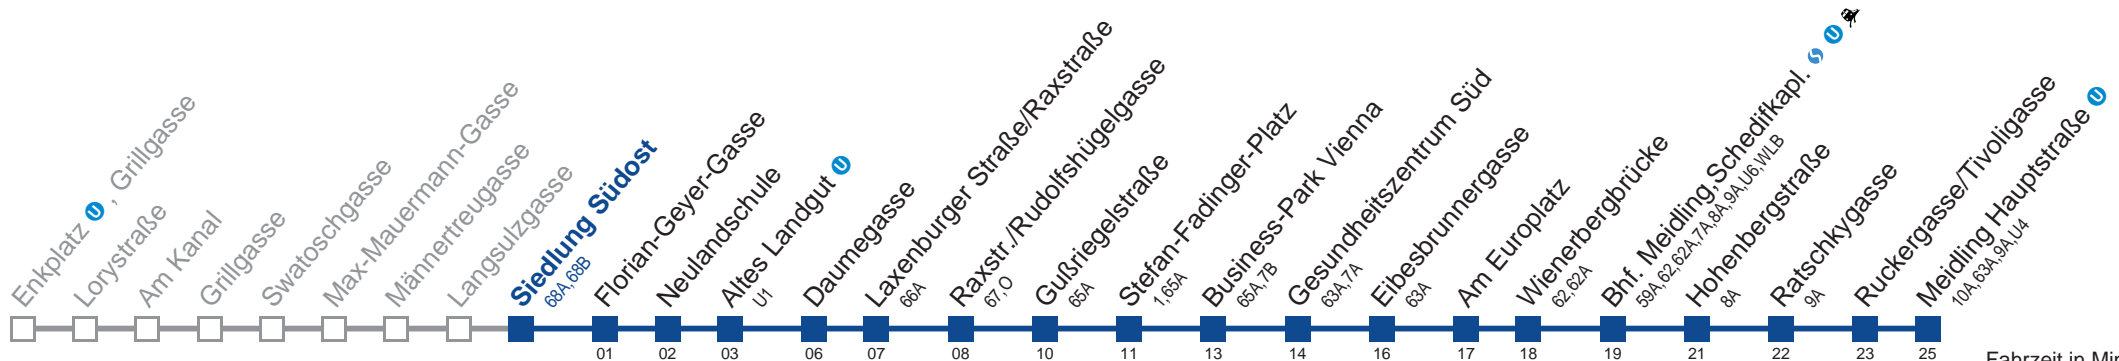 Enkplatz U, Grillgasse
Lorystraße
Am Kanal
Grillgasse
Swatoschgasse
Max-Mauermann-Gasse
Männertreugasse
Langsulzgasse
Siedlung Südost
68A, 68B
Florian-Geyer-Gasse
Neulandschule
Altes Landgut U
U1
Daumegasse
Laxenburger Straße/Raxstraße
66A
Raxstr./Rudolfshügelgasse
67, O
Gußriegelstraße
65A
Stefan-Fadinger-Platz
1, 65A
Business-Park Vienna
65A, 7B
Gesundheitszentrum Süd
63A, 7A
Eibesbrunnergasse
63A
Am Europlatz
Wienerbergbrücke
62, 62A
Bhf. Meidling, Schedifkapl. S U
59A, 62, 62A, 7A, 8A, 9A, U6, WLB
Hohenbergstraße
8A
Ratschkygasse
9A
Ruckergasse/Tivoligasse
Meidling Hauptstraße U
10A, 63A, 9A, U4
01 02 03 06 07 08 10 11 13 14 16 17 18 19 21 22 23 25
Fahrzeit in Min